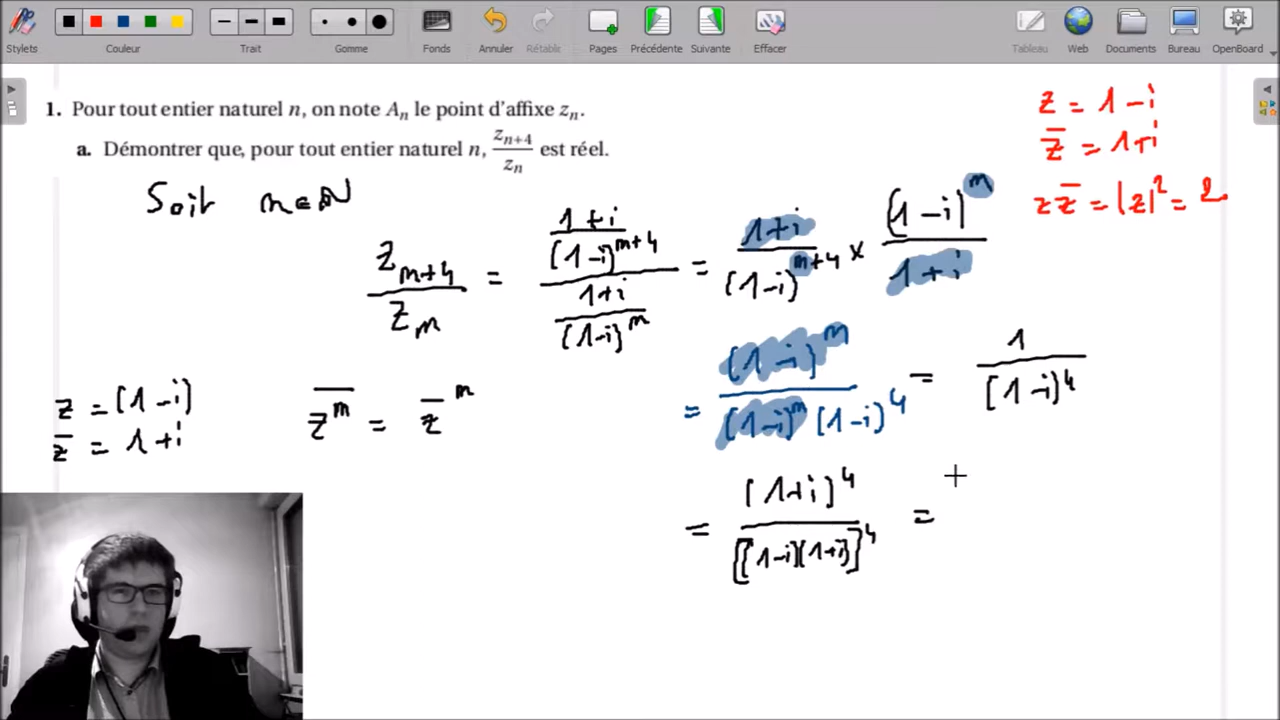 Stylets Couleur Trait Gomme Fonds Annuler Rétablir Pages Précédente Suivante Effacer Tableau Web Documents Bureau OpenBoard
1. Pour tout entier naturel n, on note Aₙ le point d'affixe zₙ.
a. Démontrer que, pour tout entier naturel n, zₙ₊₄/zₙ est réel.
z = 1-i
z̄ = 1+i
z z̄ = |z|² = 2
Soit n∈ℕ
zₙ₊₄/zₙ = ((1+i)/(1-i)ⁿ⁺⁴)/((1+i)/(1-i)ⁿ) = (1+i)/(1-i)ⁿ⁺⁴ × (1-i)ⁿ/(1+i)
= (1-i)ⁿ/((1-i)ⁿ(1-i)⁴) = 1/(1-i)⁴
z = (1-i)
z̄ = 1+i
z̅ⁿ̅ = z̄ⁿ
= (1+i)⁴/[(1-i)(1+i)]⁴ =